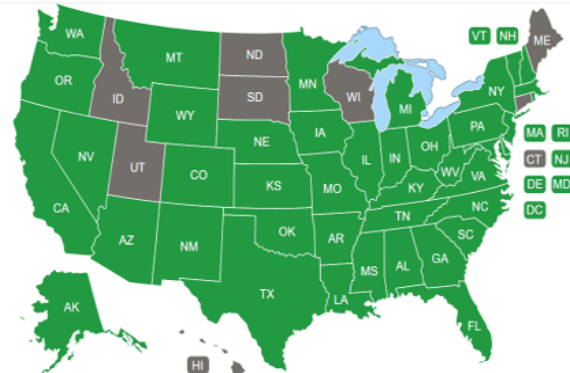 WA
MT
ND
VT NH
ME
OR
MN
ID
SD
WI
NY
WY
MI
IA
PA
NE
MA RI
NV
OH
UT
IL
IN
CT NJ
CO
WV
VA
KS
MO
KY
DE MD
CA
NC
TN
DC
OK
AZ
NM
AR
SC
MS
AL
GA
TX
LA
AK
FL
HI